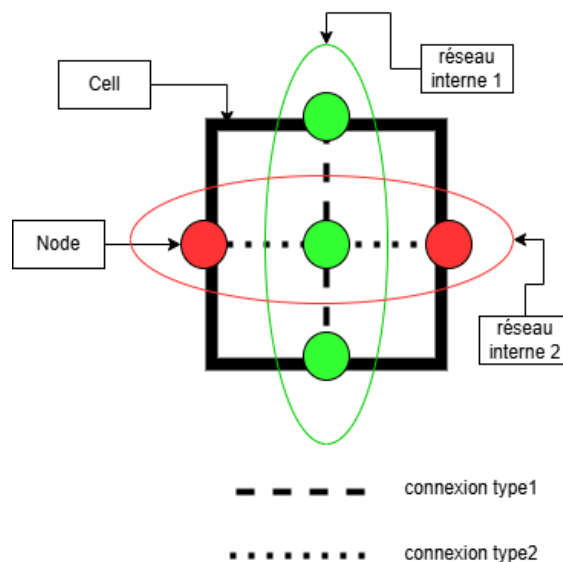 réseau
interne 1
Cell
Node
réseau
interne 2
connexion type1
connexion type2